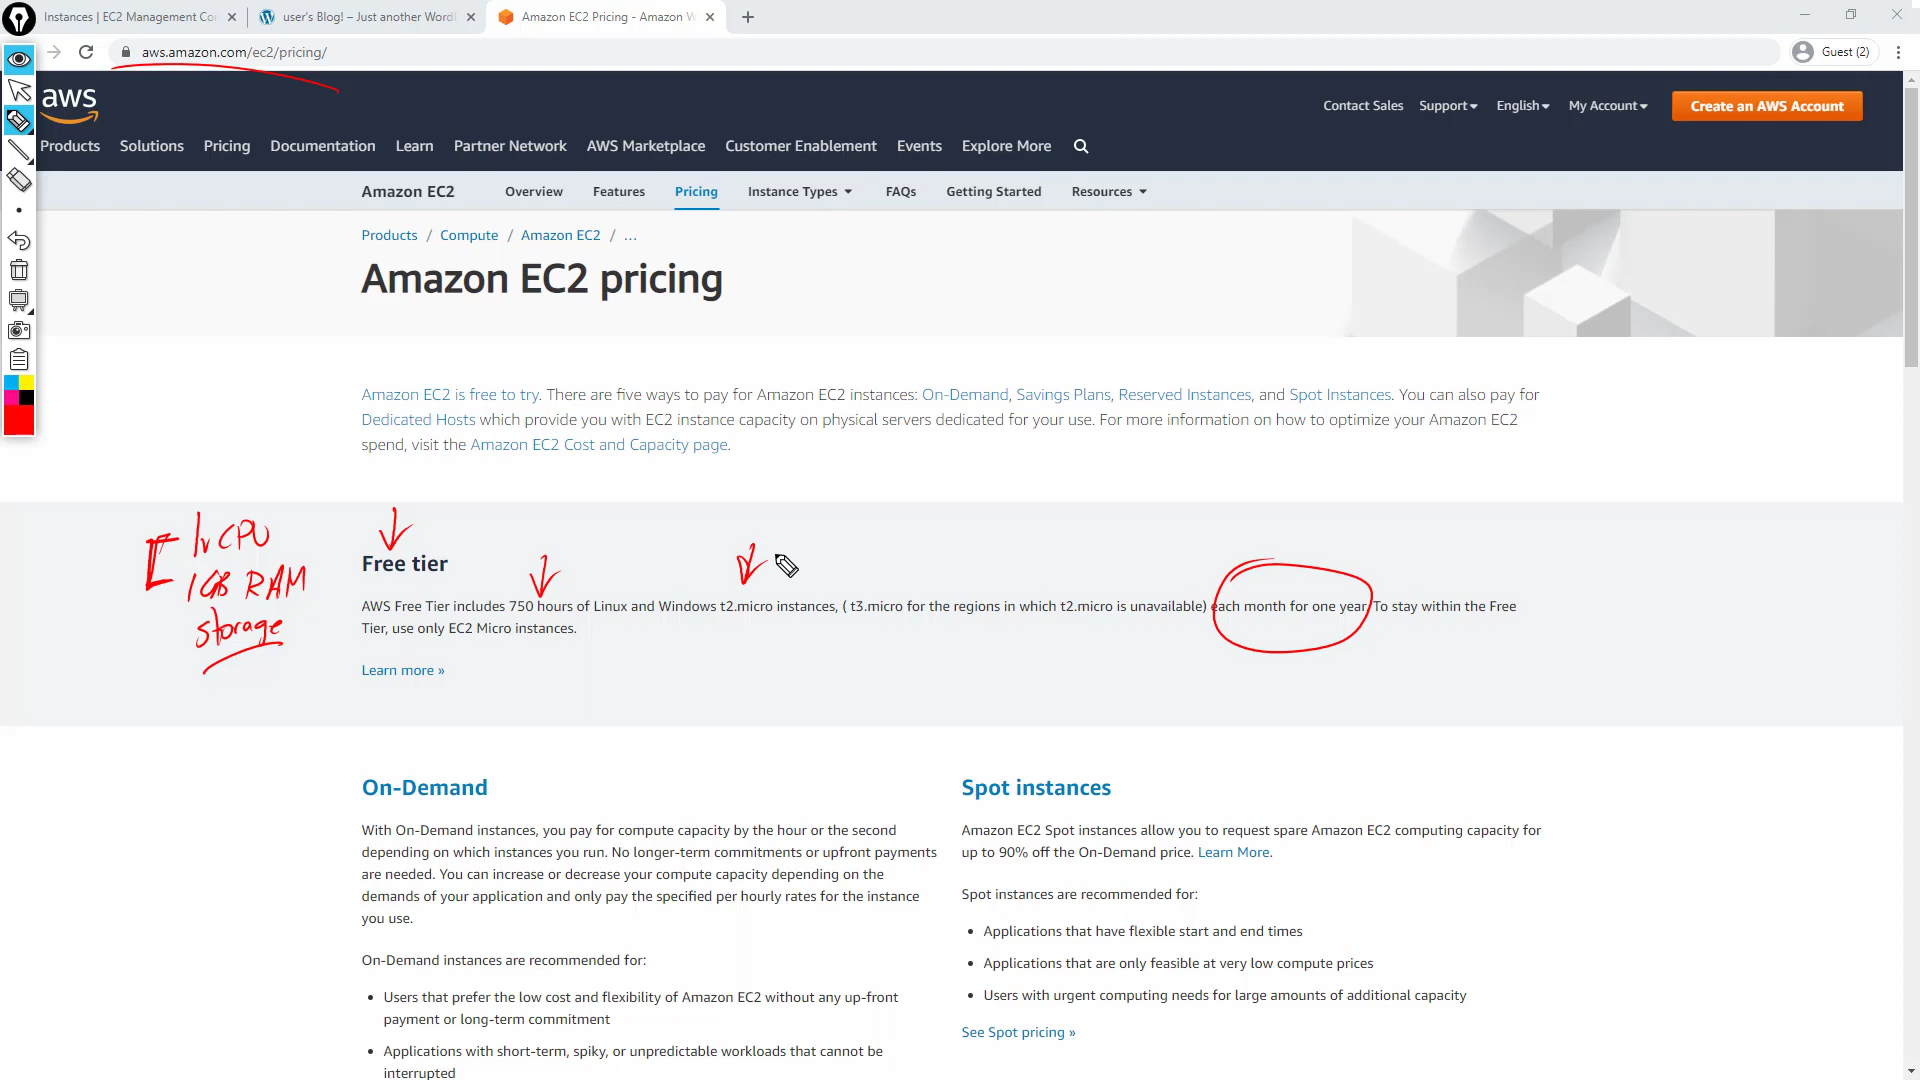 Instances | EC2 Management Con
user's Blog! – Just another WordP
Amazon EC2 Pricing - Amazon W
aws.amazon.com/ec2/pricing/
Guest (2)
aws
Contact Sales
Support
English
My Account
Create an AWS Account
Products
Solutions
Pricing
Documentation
Learn
Partner Network
AWS Marketplace
Customer Enablement
Events
Explore More
Amazon EC2
Overview
Features
Pricing
Instance Types
FAQs
Getting Started
Resources
Products / Compute / Amazon EC2 / ...
Amazon EC2 pricing
Amazon EC2 is free to try. There are five ways to pay for Amazon EC2 instances: On-Demand, Savings Plans, Reserved Instances, and Spot Instances. You can also pay for
Dedicated Hosts which provide you with EC2 instance capacity on physical servers dedicated for your use. For more information on how to optimize your Amazon EC2
spend, visit the Amazon EC2 Cost and Capacity page.
1v CPU
1 GB RAM
storage
Free tier
AWS Free Tier includes 750 hours of Linux and Windows t2.micro instances, ( t3.micro for the regions in which t2.micro is unavailable) each month for one year. To stay within the Free
Tier, use only EC2 Micro instances.
Learn more »
On-Demand
With On-Demand instances, you pay for compute capacity by the hour or the second
depending on which instances you run. No longer-term commitments or upfront payments
are needed. You can increase or decrease your compute capacity depending on the
demands of your application and only pay the specified per hourly rates for the instance
you use.
On-Demand instances are recommended for:
• Users that prefer the low cost and flexibility of Amazon EC2 without any up-front
payment or long-term commitment
• Applications with short-term, spiky, or unpredictable workloads that cannot be
interrupted
Spot instances
Amazon EC2 Spot instances allow you to request spare Amazon EC2 computing capacity for
up to 90% off the On-Demand price. Learn More.
Spot instances are recommended for:
• Applications that have flexible start and end times
• Applications that are only feasible at very low compute prices
• Users with urgent computing needs for large amounts of additional capacity
See Spot pricing »